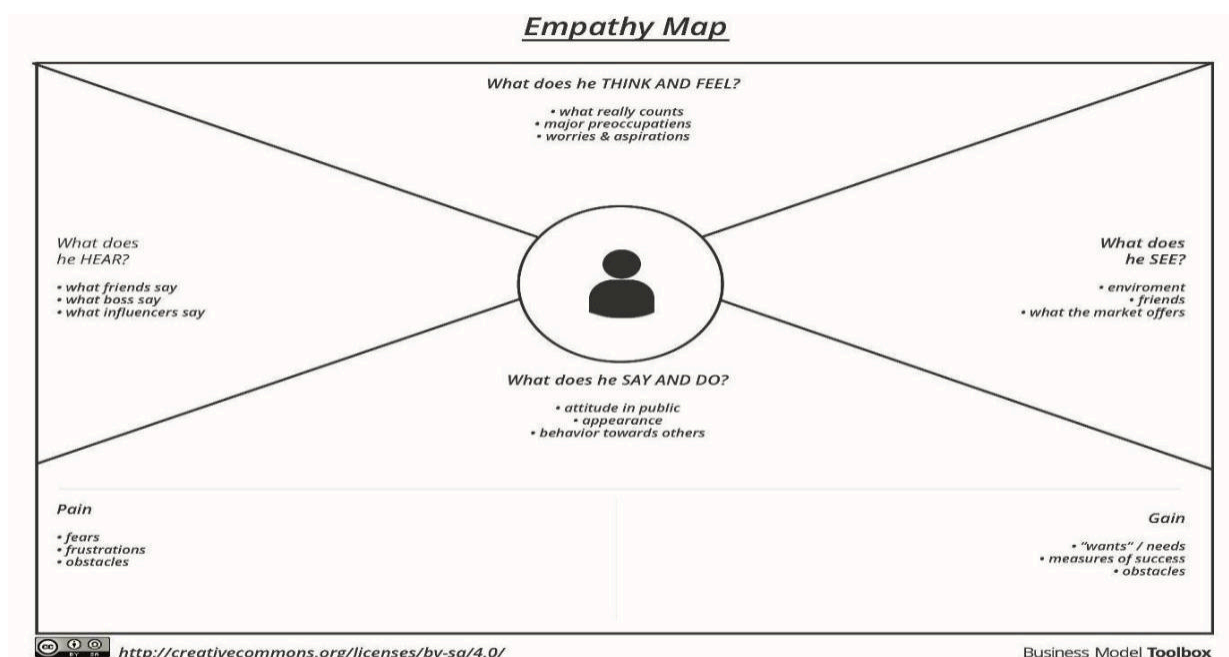 Empathy Map
What does he THINK AND FEEL?
• what really counts
• major preoccupatiens
• worries & aspirations
What does
he HEAR?
• what friends say
• what boss say
• what influencers say
What does
he SEE?
• enviroment
• friends
• what the market offers
What does he SAY AND DO?
• attitude in public
• appearance
• behavior towards others
Pain
• fears
• frustrations
• obstacles
Gain
• "wants" / needs
• measures of success
• obstacles
cc BY SA
http://creativecommons.org/licenses/by-sa/4.0/
Business Model Toolbox